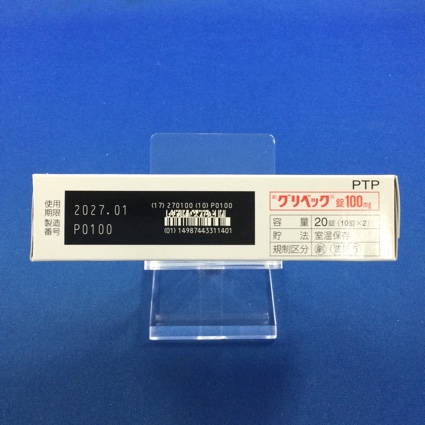 PTP
使用
期限
2027.01
製造
番号
P0100
(17) 270100 (10) P0100
(01) 14987443311401
グリベック錠100mg
容量 20錠 (10錠×2)
貯法 室温保存
規制区分 劇